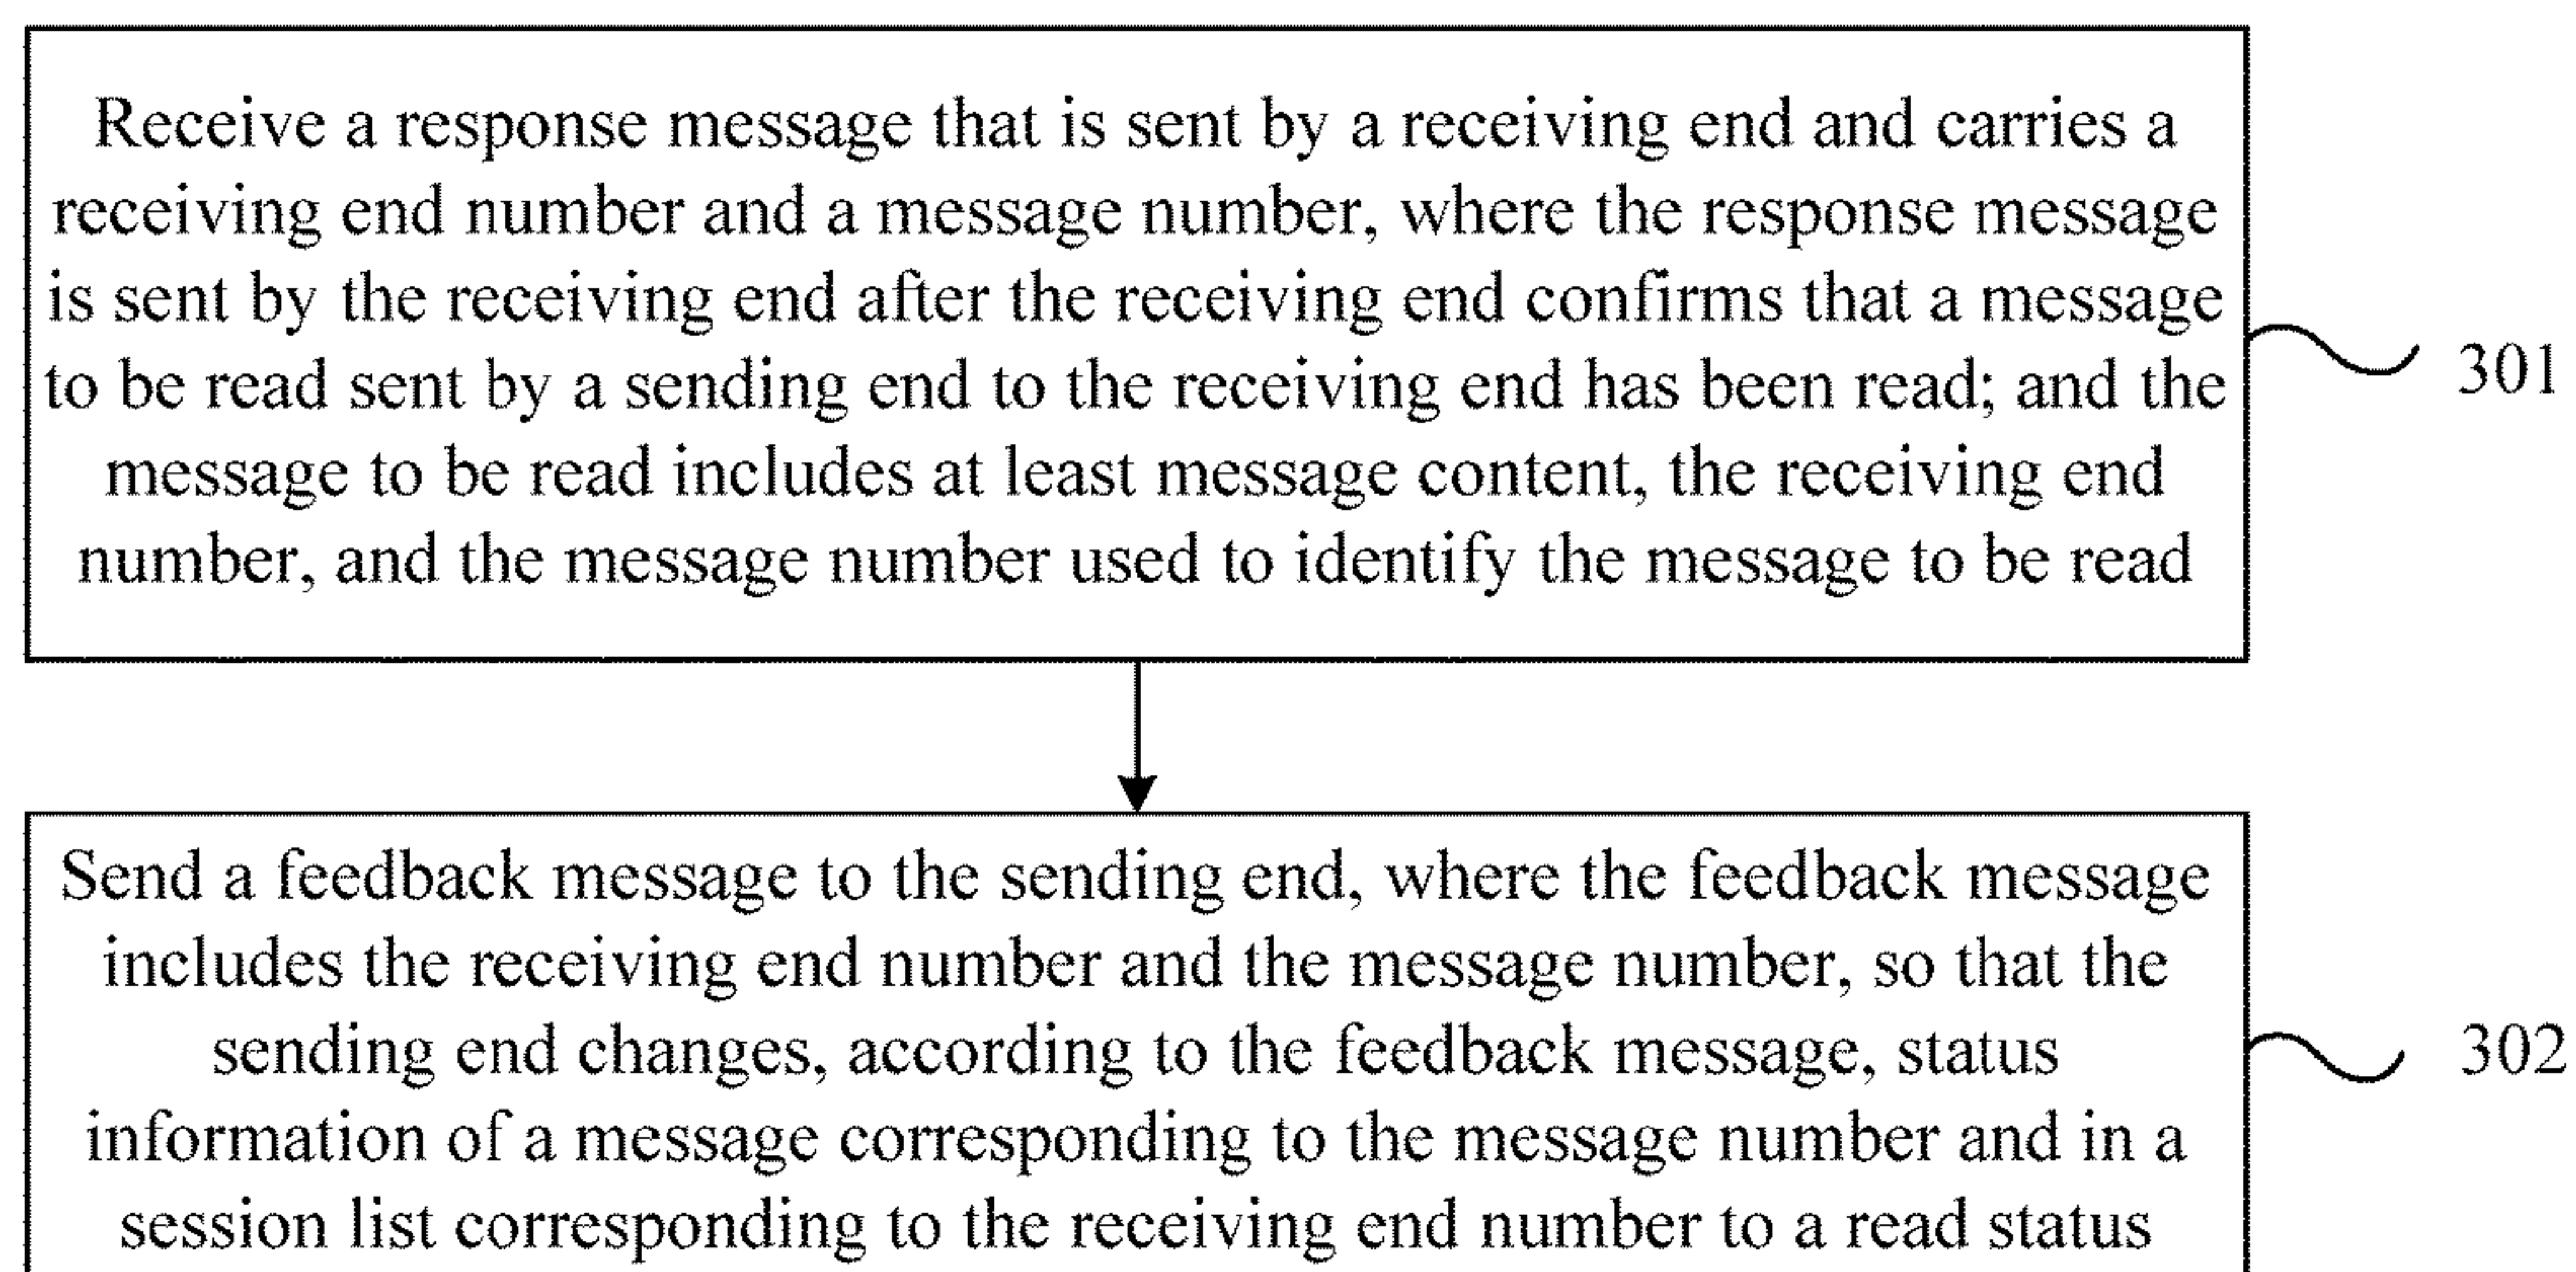 Receive a response message that is sent by a receiving end and carries a
receiving end number and a message number, where the response message
is sent by the receiving end after the receiving end confirms that a message
to be read sent by a sending end to the receiving end has been read; and the
message to be read includes at least message content, the receiving end
number, and the message number used to identify the message to be read
301
Send a feedback message to the sending end, where the feedback message
includes the receiving end number and the message number, so that the
sending end changes, according to the feedback message, status
information of a message corresponding to the message number and in a
session list corresponding to the receiving end number to a read status
302